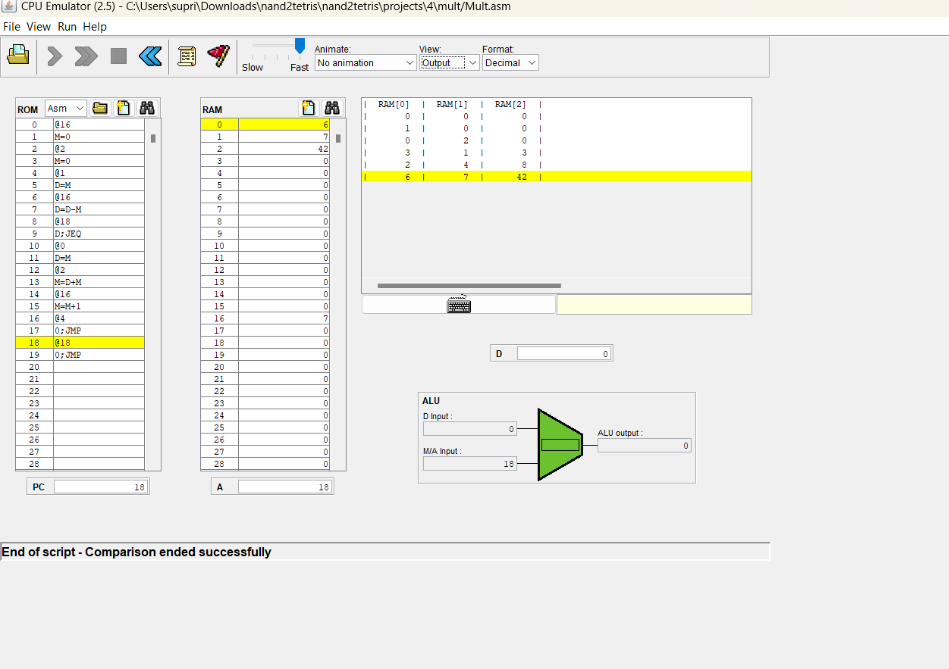 CPU Emulator (2.5) - C:\Users\supri\Downloads\nand2tetris\nand2tetris\projects\4\mult/Mult.asm
File View Run Help
Slow Fast
Animate: View: Format:
No animation Output Decimal
ROM Asm
0 @16
1 M=0
2 @2
3 M=0
4 @1
5 D=M
6 @16
7 D=D-M
8 @18
9 D;JEQ
10 @0
11 D=M
12 @2
13 M=D+M
14 @16
15 M=M+1
16 @4
17 0;JMP
18 @18
19 0;JMP
20
21
22
23
24
25
26
27
28
PC 18
RAM
0 6
1 7
2 42
3 0
4 0
5 0
6 0
7 0
8 0
9 0
10 0
11 0
12 0
13 0
14 0
15 0
16 7
17 0
18 0
19 0
20 0
21 0
22 0
23 0
24 0
25 0
26 0
27 0
28 0
A 18
| RAM[0] | RAM[1] | RAM[2] |
| 0 | 0 | 0 |
| 1 | 0 | 0 |
| 0 | 2 | 0 |
| 3 | 1 | 3 |
| 2 | 4 | 8 |
| 6 | 7 | 42 |
D 0
ALU
D Input :
0
M/A Input :
18
ALU output :
0
End of script - Comparison ended successfully